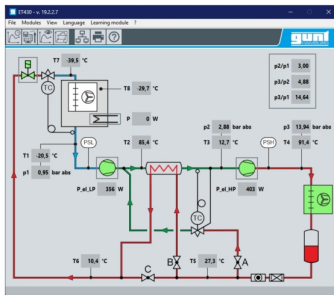 ET430 - v. 19.2.2.7
File Modules View Language Learning module ?
gunt
T7 -39,5 °C
p2/p1 3,00
p3/p2 4,88
p3/p1 14,64
TC
T8 -29,7 °C
P 0 W
T2 85,4 °C
p2 2,88 bar abs
T3 12,7 °C
p3 13,94 bar abs
T4 91,4 °C
PSL
PSH
T1 -20,5 °C
p1 0,95 bar abs
P_el_LP 356 W
P_el_HP 403 W
TC
T6 10,4 °C
C
B
T5 27,3 °C
A